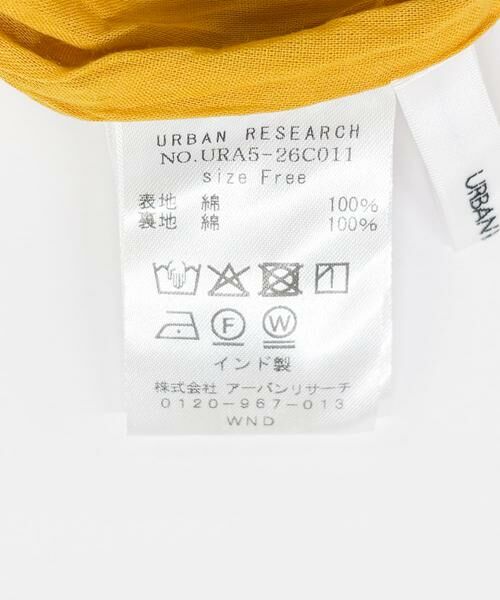 URBAN RESEARCH
NO.URA5-26C011
size Free
表地 綿 100%
裏地 綿 100%
F W
インド製
株式会社 アーバンリサーチ
0120-967-013
WND
URBAN